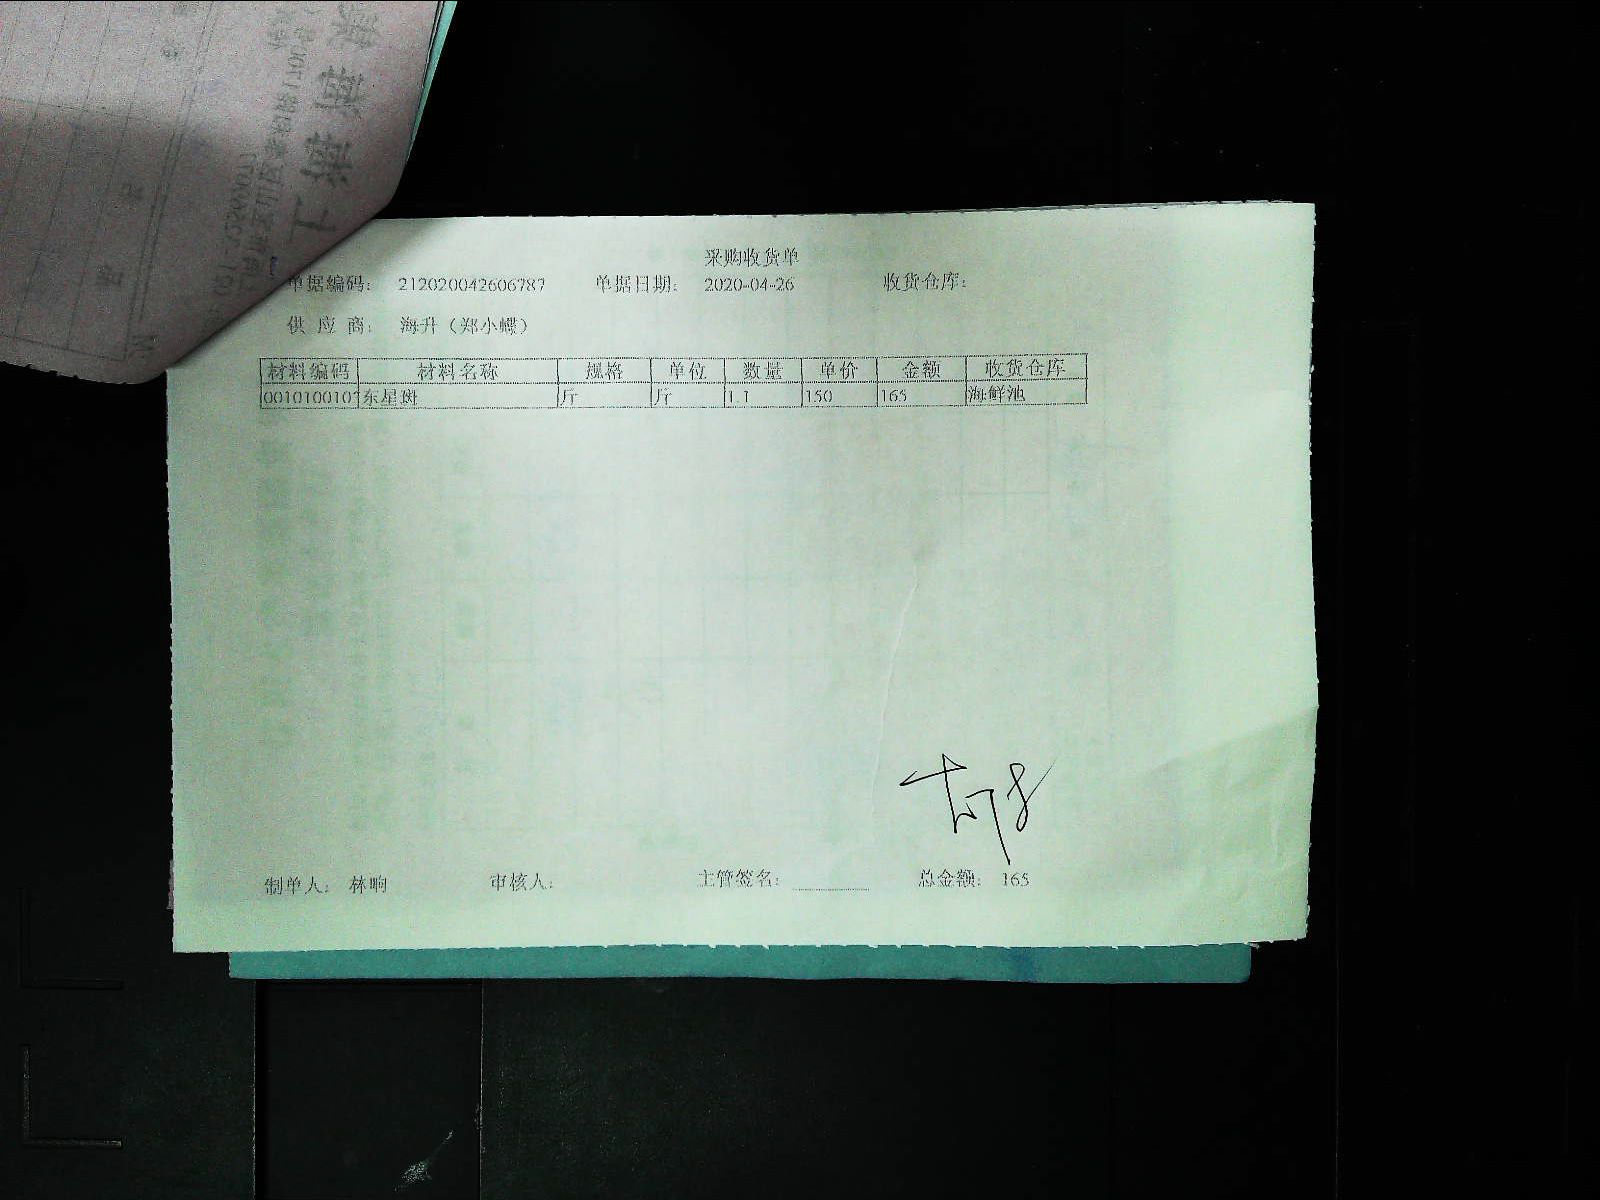 采购收货单
单据编码: 212020042606787 单据日期: 2020-04-26 收货仓库:
供 应 商: 海升（郑小蝶）
材料编码 材料名称 规格 单位 数量 单价 金额 收货仓库
0010100107 东星斑 斤 斤 1.1 150 165 海鲜池
制单人: 林响 审核人: 主管签名: 总金额: 165